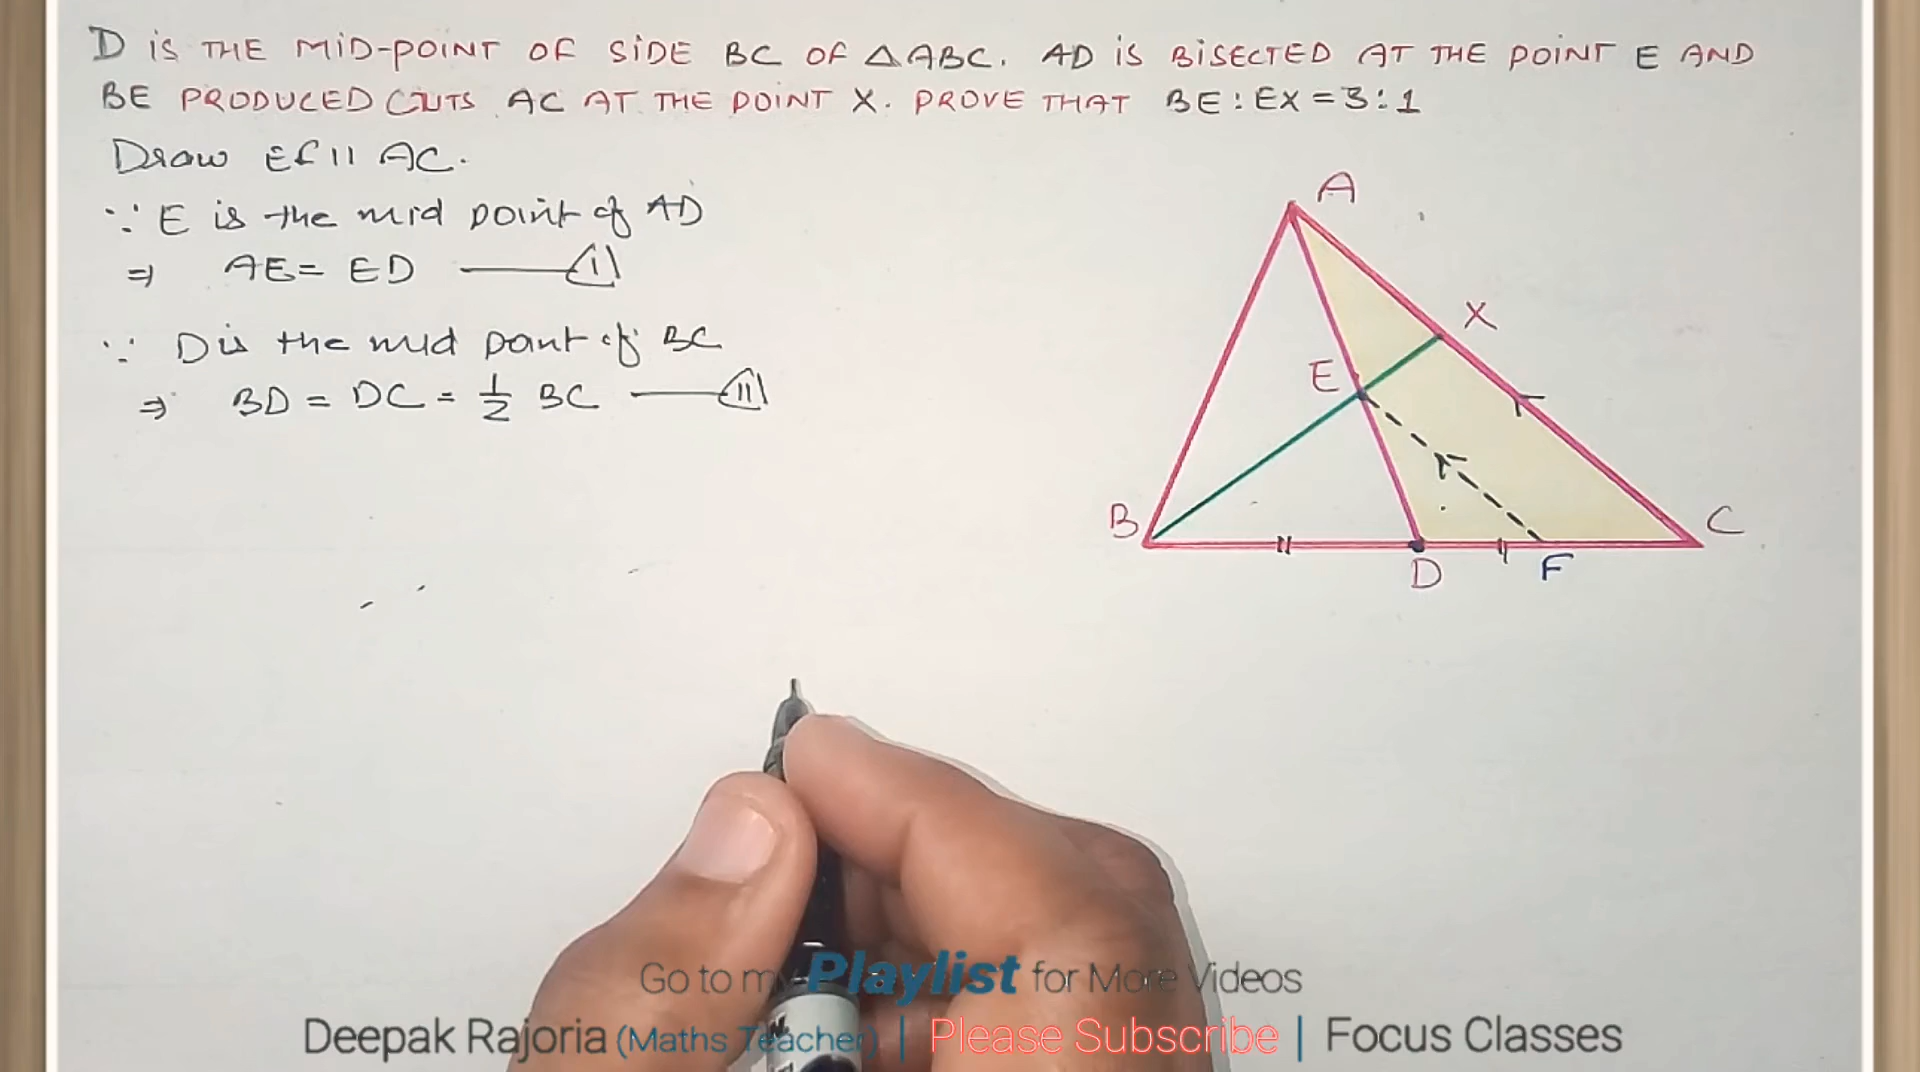 D IS THE MID-POINT OF SIDE BC OF △ABC. AD IS BISECTED AT THE POINT E AND
BE PRODUCED CUTS AC AT THE POINT X. PROVE THAT BE:EX=3:1
Draw EF || AC.
∵ E is the mid point of AD
⇒ AE = ED —— (I)
∵ D is the mid point of BC
⇒ BD = DC = 1/2 BC —— (II)
A
X
E
B
C
D
F
Go to my Playlist for More Videos
Deepak Rajoria (Maths Teacher) | Please Subscribe | Focus Classes